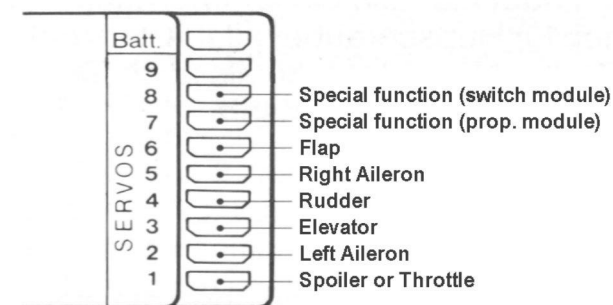 Batt.
9
8 Special function (switch module)
7 Special function (prop. module)
6 Flap
5 Right Aileron
4 Rudder
3 Elevator
2 Left Aileron
1 Spoiler or Throttle
SERVOS